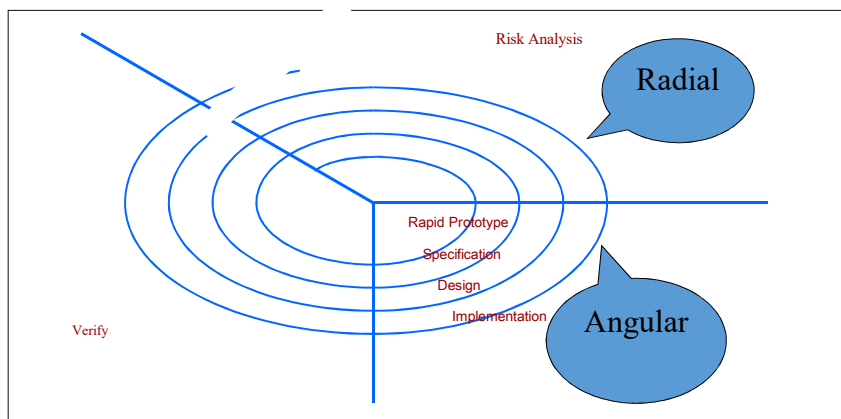 Risk Analysis
Radial
Rapid Prototype
Specification
Design
Implementation
Angular
Verify